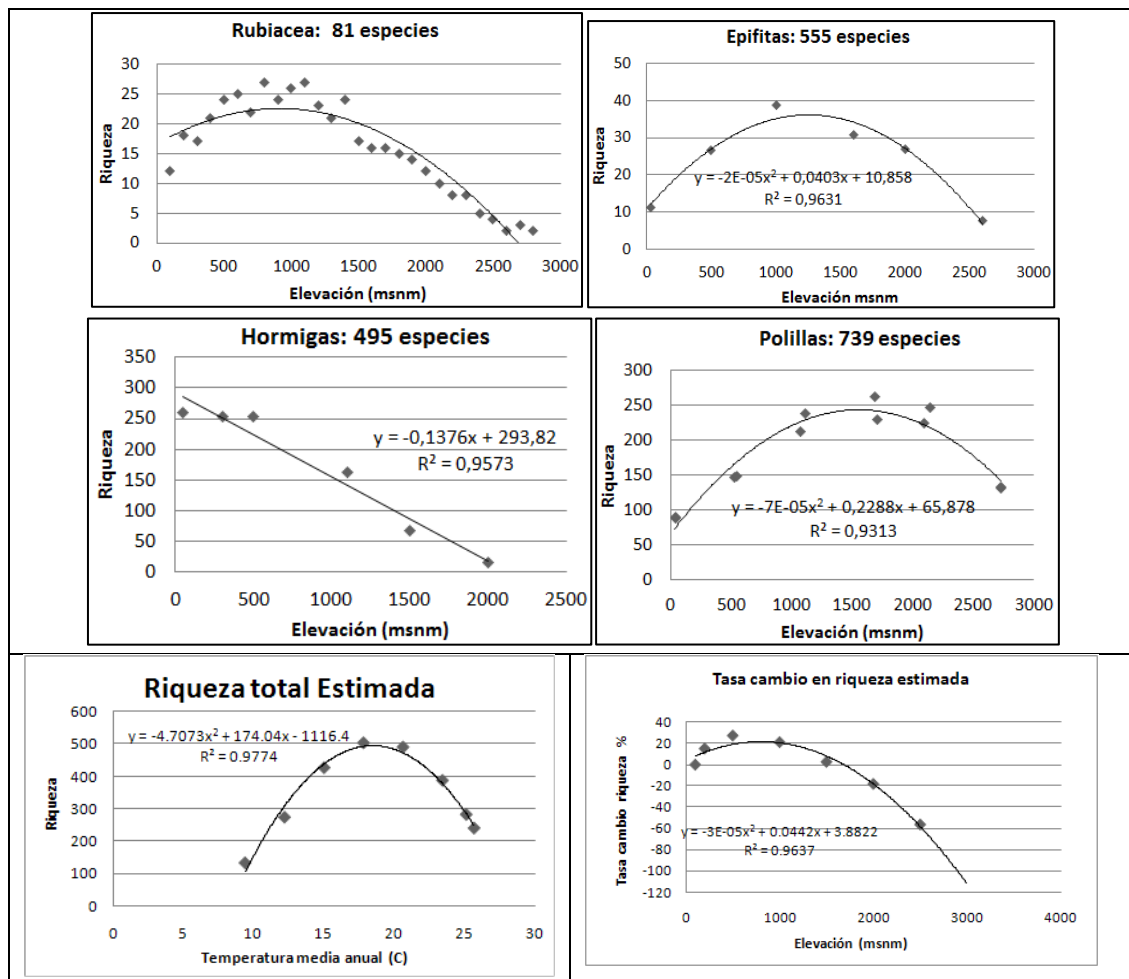 Rubiacea: 81 especies
30
25
20
15
10
5
0
Riqueza
0 500 1000 1500 2000 2500 3000
Elevación (msnm)
Epifitas: 555 especies
50
40
30
20
10
0
Riqueza
y = -2E-05x² + 0,0403x + 10,858
R² = 0,9631
0 500 1000 1500 2000 2500 3000
Elevación msnm
Hormigas: 495 especies
350
300
250
200
150
100
50
0
Riqueza
y = -0,1376x + 293,82
R² = 0,9573
0 500 1000 1500 2000 2500
Elevación (msnm)
Polillas: 739 especies
300
250
200
150
100
50
0
Riqueza
y = -7E-05x² + 0,2288x + 65,878
R² = 0,9313
0 500 1000 1500 2000 2500 3000
Elevación (msnm)
Riqueza total Estimada
600
500
400
300
200
100
0
Riqueza
y = -4.7073x² + 174.04x - 1116.4
R² = 0.9774
0 5 10 15 20 25 30
Temperatura media anual (C)
Tasa cambio en riqueza estimada
40
20
0
-20
-40
-60
-80
-100
-120
Tasa cambio riqueza %
y = -3E-05x² + 0.0442x + 3.8822
R² = 0.9637
0 1000 2000 3000 4000
Elevación (msnm)